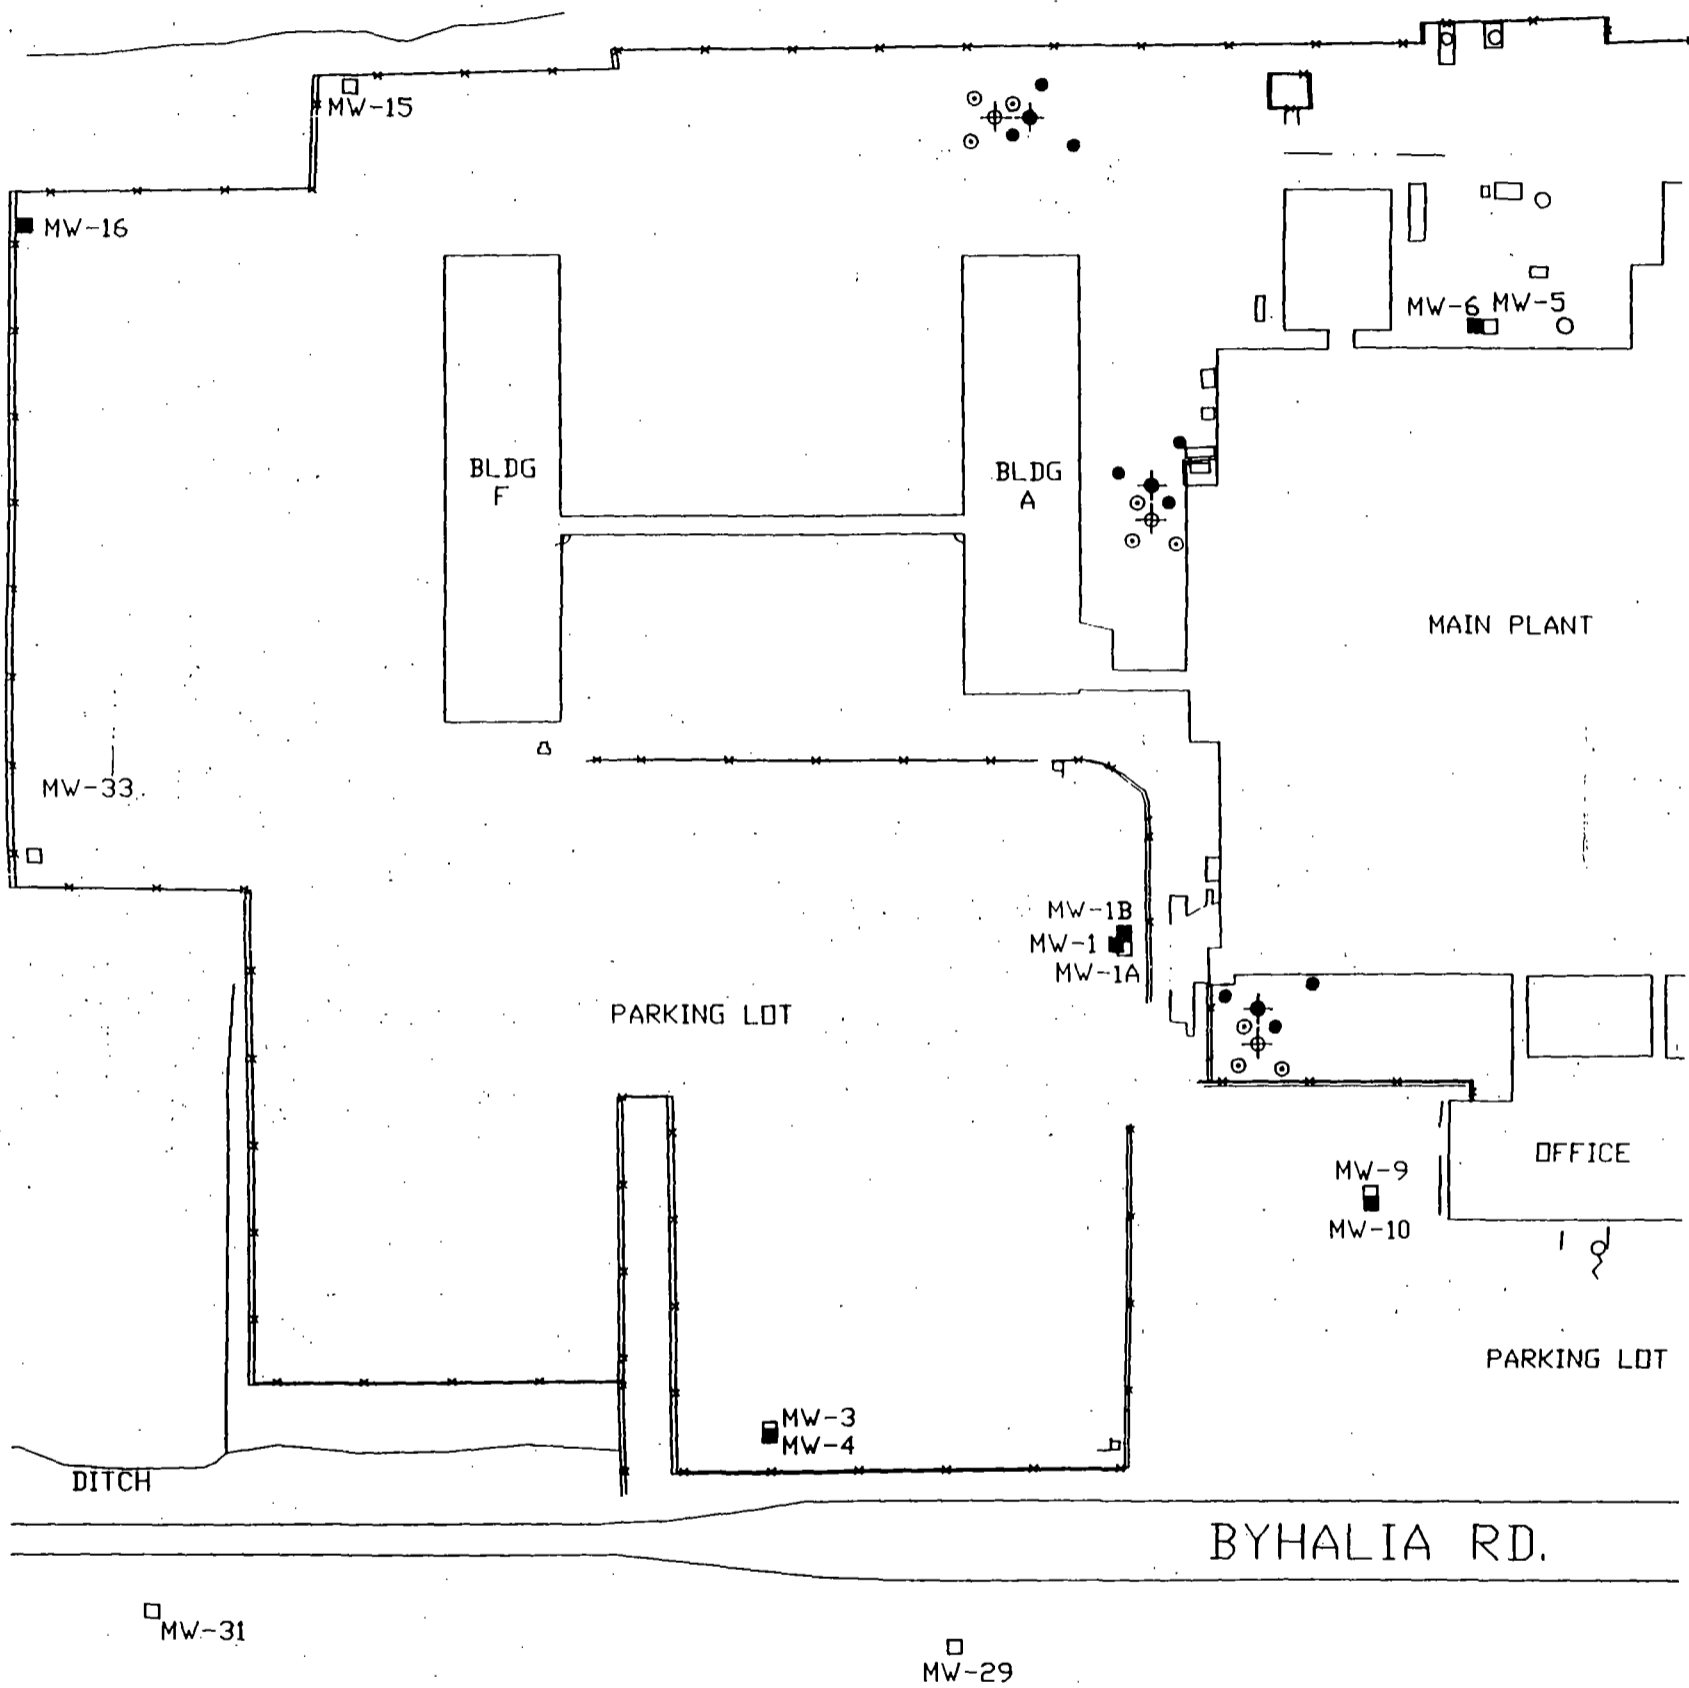 MW-15
MW-16
MW-6 MW-5
BLDG
F
BLDG
A
MAIN PLANT
MW-33
MW-1B
MW-1
MW-1A
PARKING LOT
MW-9
OFFICE
MW-10
PARKING LOT
MW-3
MW-4
DITCH
BYHALIA RD.
MW-31
MW-29